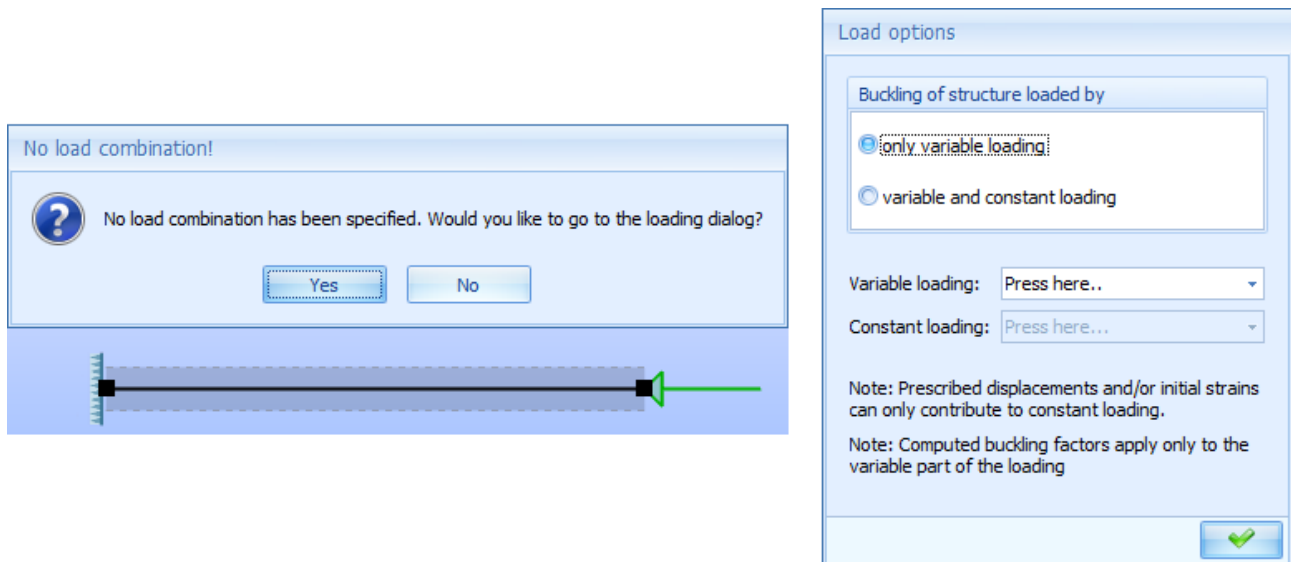 No load combination!
No load combination has been specified. Would you like to go to the loading dialog?
Yes
No
Load options
Buckling of structure loaded by
only variable loading
variable and constant loading
Variable loading: Press here..
Constant loading: Press here...
Note: Prescribed displacements and/or initial strains
can only contribute to constant loading.
Note: Computed buckling factors apply only to the
variable part of the loading